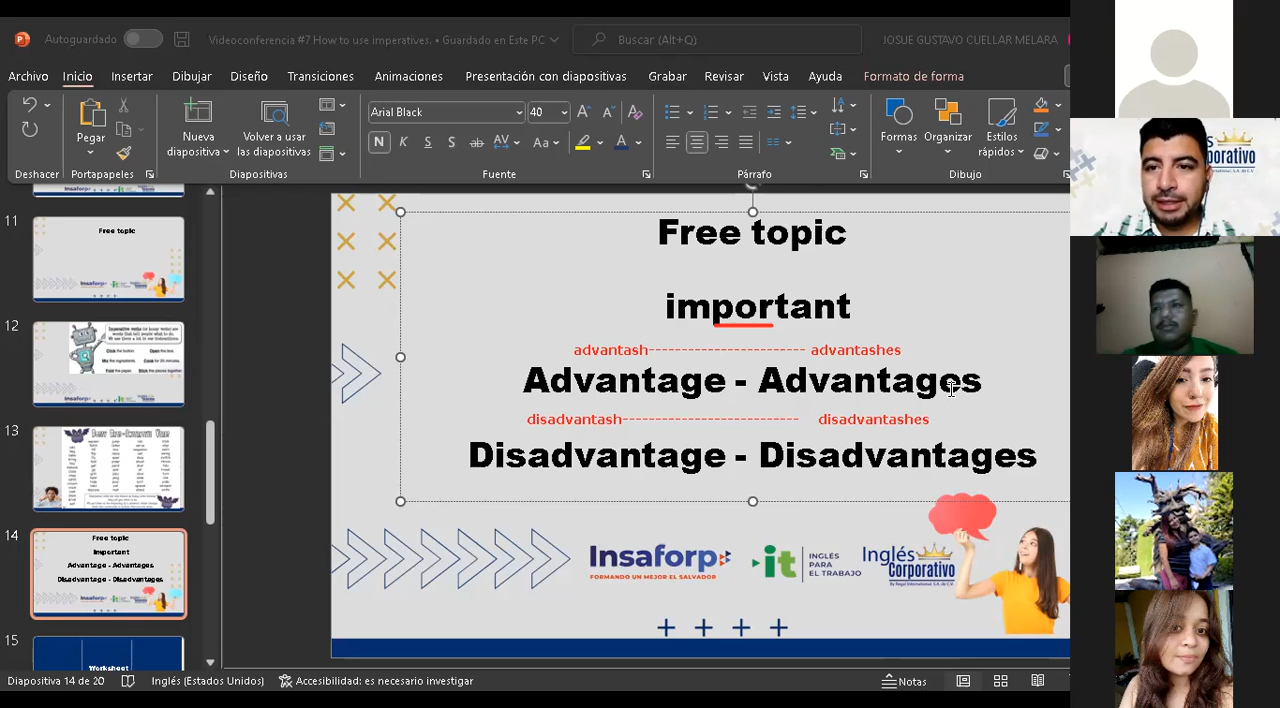 Autoguardado
Videoconferencia #7 How to use imperatives. • Guardado en Este PC
Buscar (Alt+Q)
JOSUE GUSTAVO CUELLAR MELARA
Archivo Inicio Insertar Dibujar Diseño Transiciones Animaciones Presentación con diapositivas Grabar Revisar Vista Ayuda Formato de forma
Arial Black 40
Pegar
Nueva diapositiva
Volver a usar las diapositivas
N K S S ab AV Aa A
Formas Organizar Estilos rápidos
Deshacer Portapapeles Diapositivas Fuente Párrafo Dibujo
11
Free topic
12
13
14
Free topic
important
Advantage - Advantages
Disadvantage - Disadvantages
15
Worksheet
Free topic
important
advantash----------------------- advantashes
Advantage - Advantages
disadvantash-------------------------- disadvantashes
Disadvantage - Disadvantages
Insaforp
FORMANDO UN MEJOR EL SALVADOR
it
INGLÉS
PARA
EL TRABAJO
Inglés
Corporativo
Diapositiva 14 de 20
Inglés (Estados Unidos)
Accesibilidad: es necesario investigar
Notas